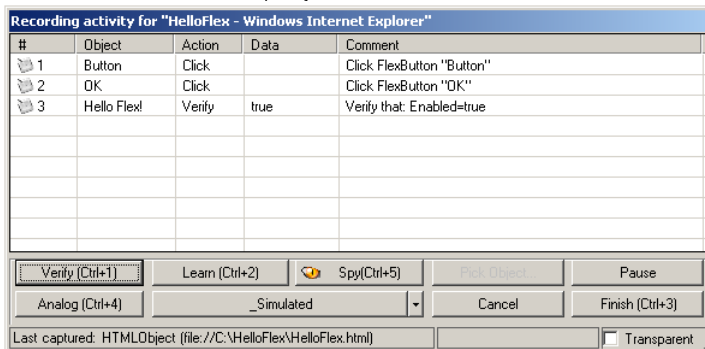 Recording activity for "HelloFlex - Windows Internet Explorer"
# Object Action Data Comment
1 Button Click Click FlexButton "Button"
2 OK Click Click FlexButton "OK"
3 Hello Flex! Verify true Verify that: Enabled=true
Verify (Ctrl+1) Learn (Ctrl+2) Spy(Ctrl+5) Pick Object... Pause
Analog (Ctrl+4) _Simulated Cancel Finish (Ctrl+3)
Last captured: HTMLObject (file://C:\HelloFlex\HelloFlex.html) Transparent